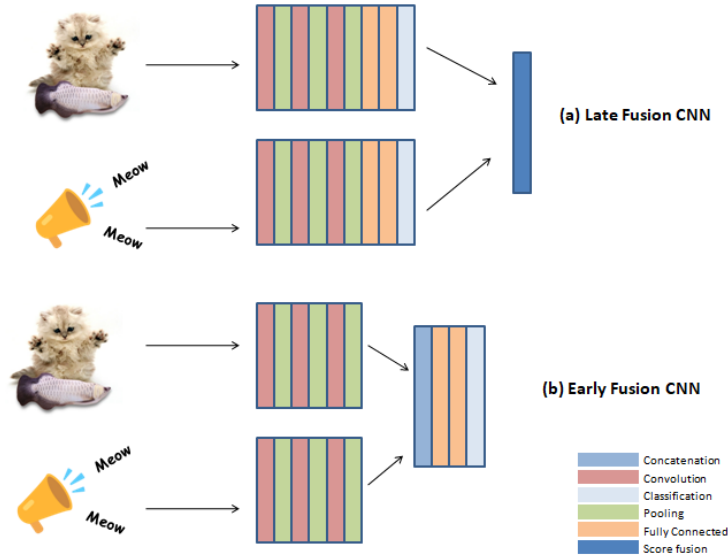 (a) Late Fusion CNN
Meow
Meow
(b) Early Fusion CNN
Meow
Meow
Concatenation
Convolution
Classification
Pooling
Fully Connected
Score fusion